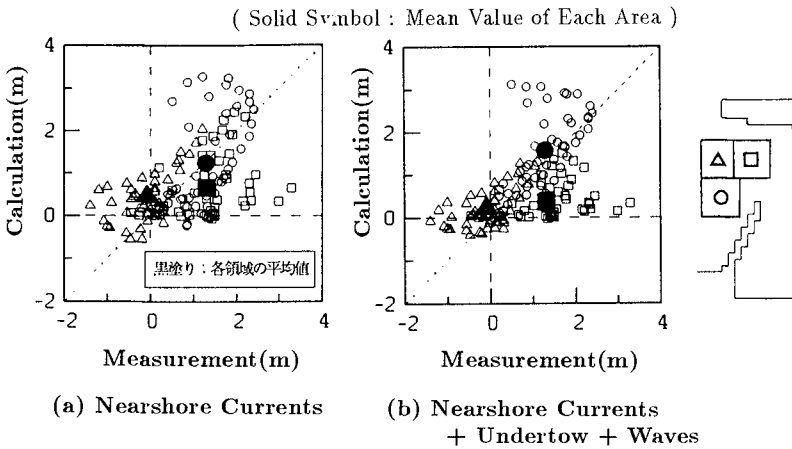 ( Solid Symbol : Mean Value of Each Area )
4
2
0
-2
Calculation(m)
黒塗り：各領域の平均値
-2
0
2
4
Measurement(m)
(a) Nearshore Currents
4
2
0
-2
Calculation(m)
-2
0
2
4
Measurement(m)
(b) Nearshore Currents
+ Undertow + Waves